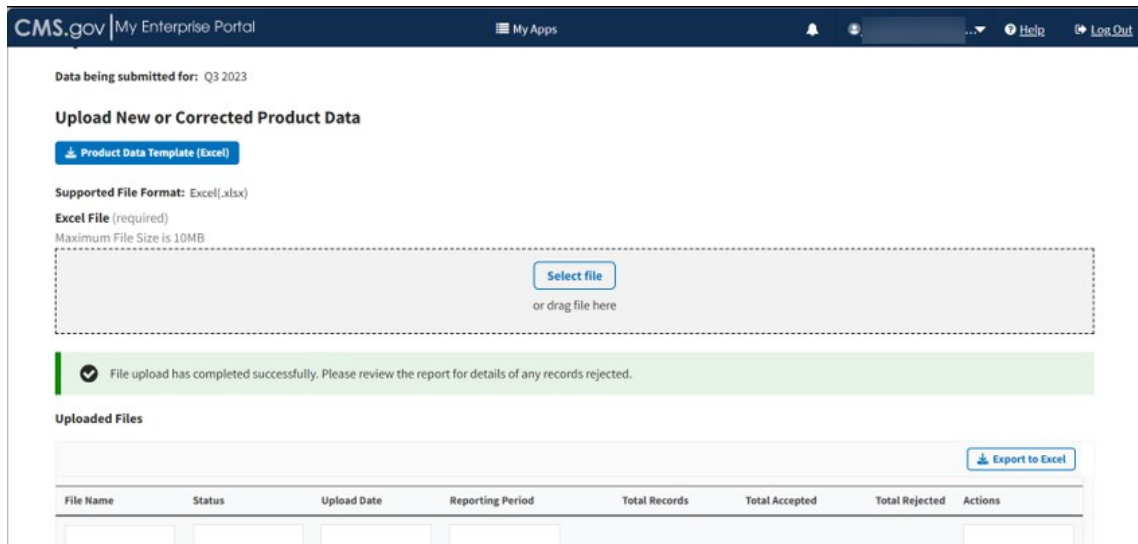 CMS.gov My Enterprise Portal
My Apps
...
Help
Log Out
Data being submitted for: Q3 2023
Upload New or Corrected Product Data
Product Data Template (Excel)
Supported File Format: Excel(.xlsx)
Excel File (required)
Maximum File Size is 10MB
Select file
or drag file here
File upload has completed successfully. Please review the report for details of any records rejected.
Uploaded Files
Export to Excel
File Name Status Upload Date Reporting Period Total Records Total Accepted Total Rejected Actions